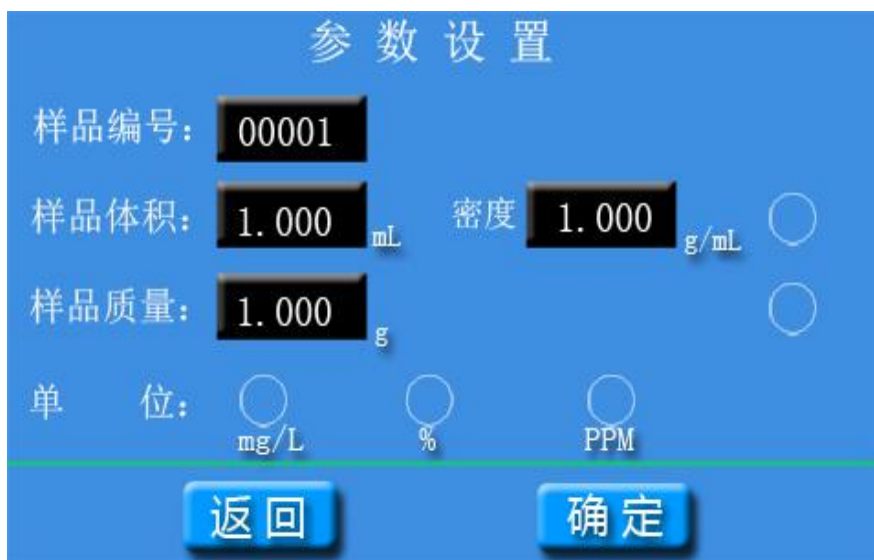 参数设置
样品编号: 00001
样品体积: 1.000 mL 密度 1.000 g/mL
样品质量: 1.000 g
单 位:
mg/L % PPM
返回 确定